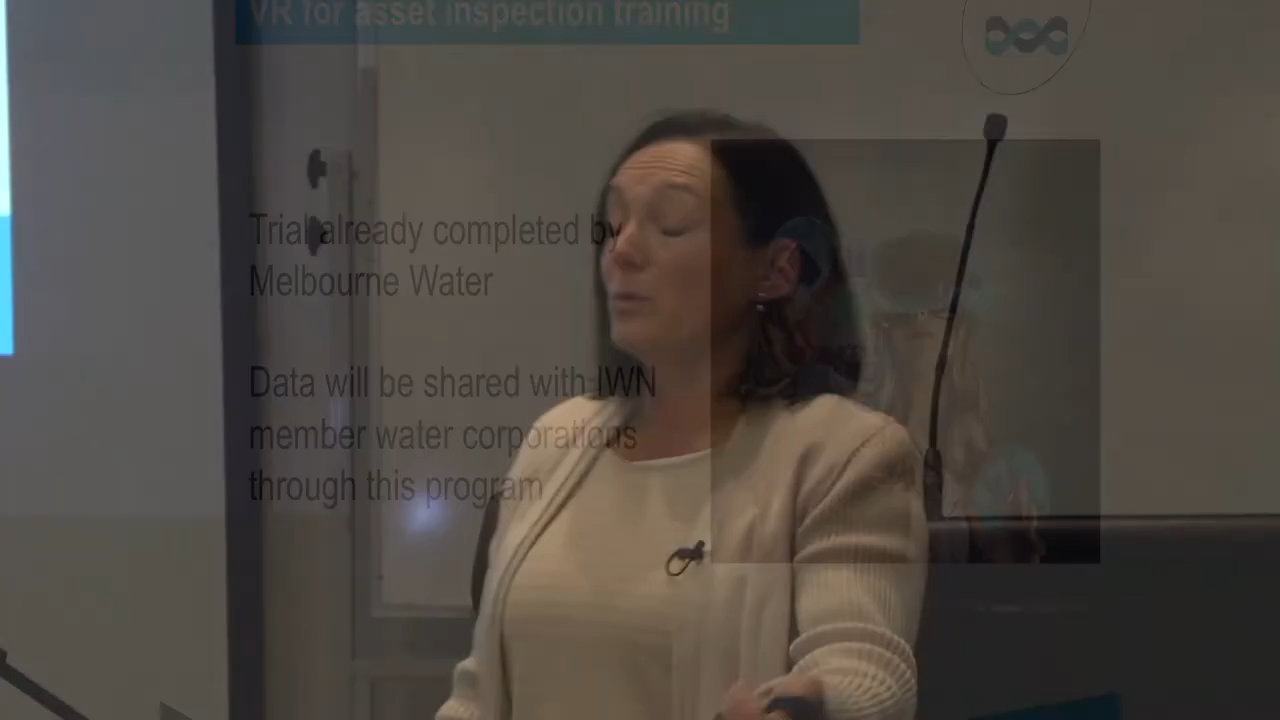 VR for asset inspection training
Trial already completed by
Melbourne Water
Data will be shared with IWN
member water corporations
through this program